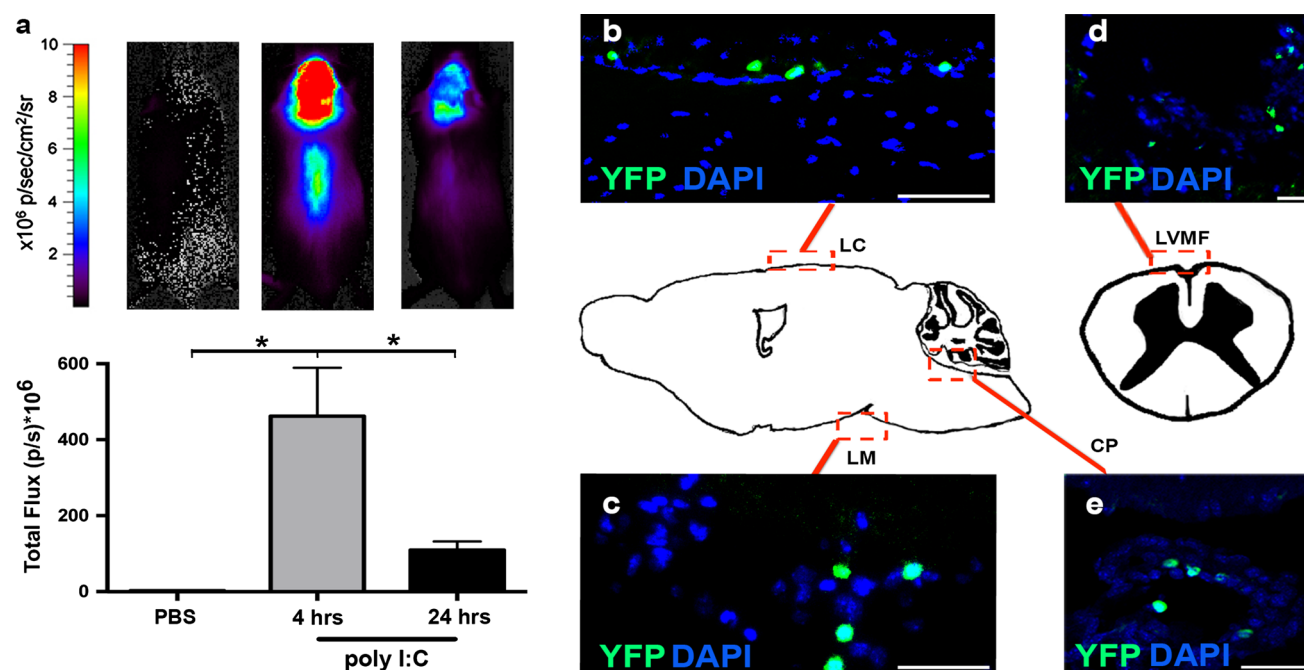 a
10
8
6
4
2
x10⁶ p/sec/cm²/sr
* *
600
400
200
0
Total Flux (p/s)*10⁶
PBS 4 hrs 24 hrs
poly I:C
b
YFP DAPI
d
YFP DAPI
LC
LVMF
LM
CP
c
YFP DAPI
e
YFP DAPI